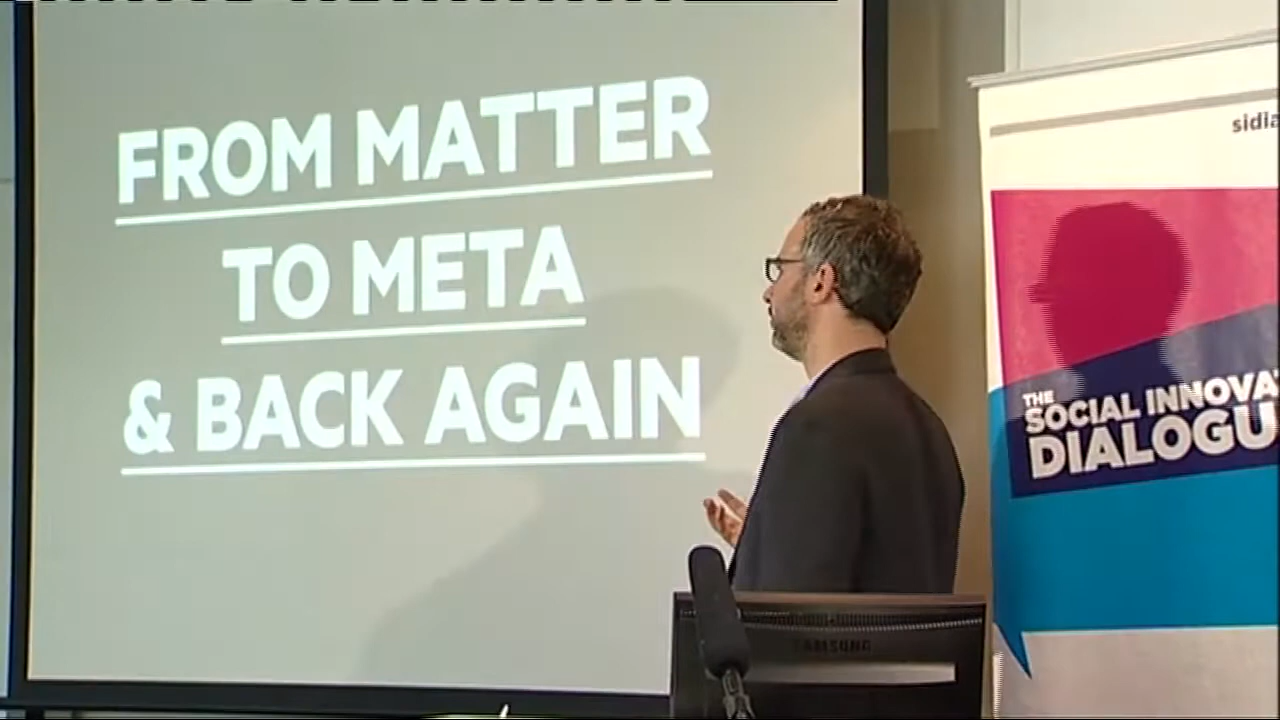 FROM MATTER
TO META
& BACK AGAIN
sidia
THE
SOCIAL INNOVAT
DIALOGU
SAMSUNG